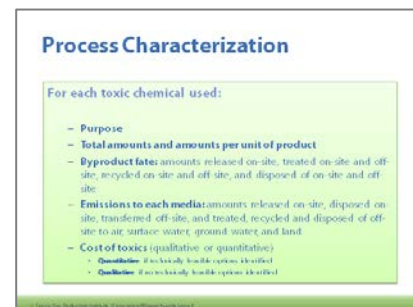 Process Characterization
For each toxic chemical used:
– Purpose
– Total amounts and amounts per unit of product
– Byproduct fate: amounts released on-site, treated on-site and off-
site, recycled on-site and off-site, and disposed of on-site and off-
site
– Emissions to each media: amounts released on-site, disposed on-
site, transferred off-site, and treated, recycled and disposed of off-
site to air, surface water, ground water, and land
– Cost of toxics (qualitative or quantitative)
• Quantitative if technically feasible options identified
• Qualitative if no technically feasible options identified